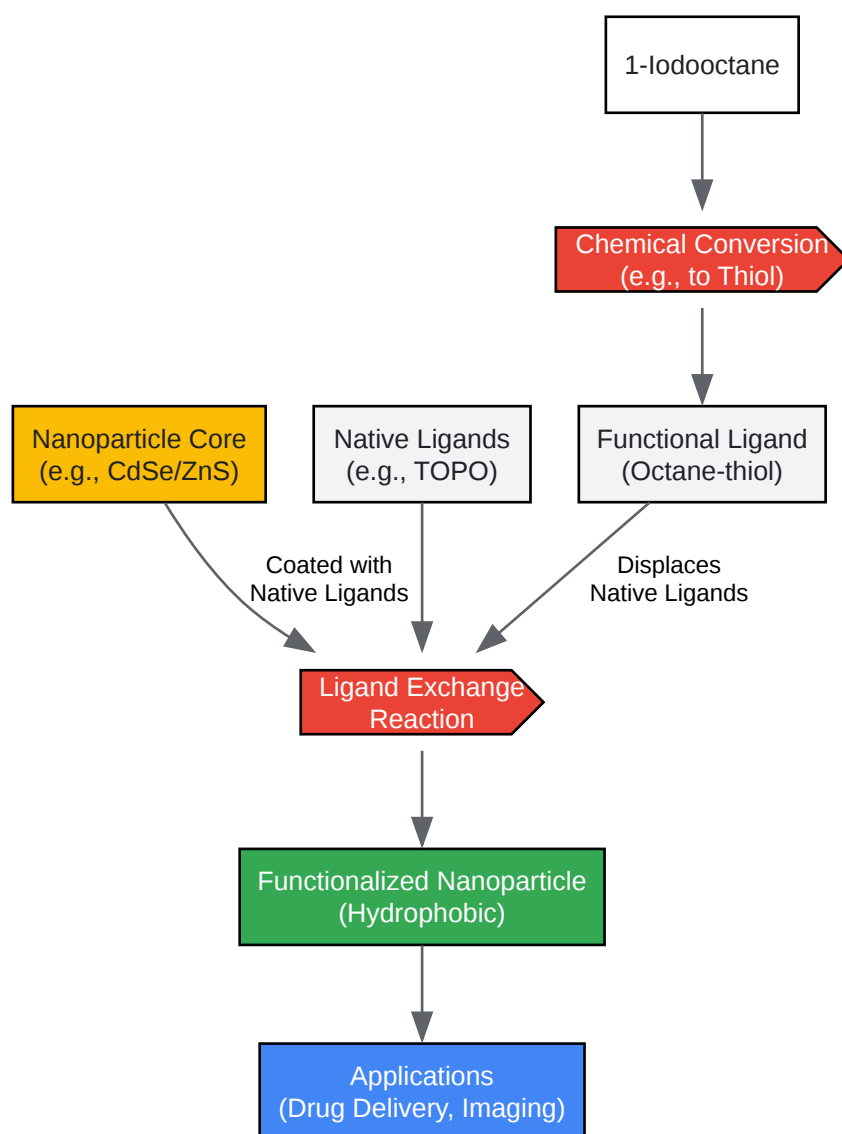 1-Iodooctane
Chemical Conversion
(e.g., to Thiol)
Nanoparticle Core
(e.g., CdSe/ZnS)
Native Ligands
(e.g., TOPO)
Functional Ligand
(Octane-thiol)
Coated with
Native Ligands
Displaces
Native Ligands
Ligand Exchange
Reaction
Functionalized Nanoparticle
(Hydrophobic)
Applications
(Drug Delivery, Imaging)